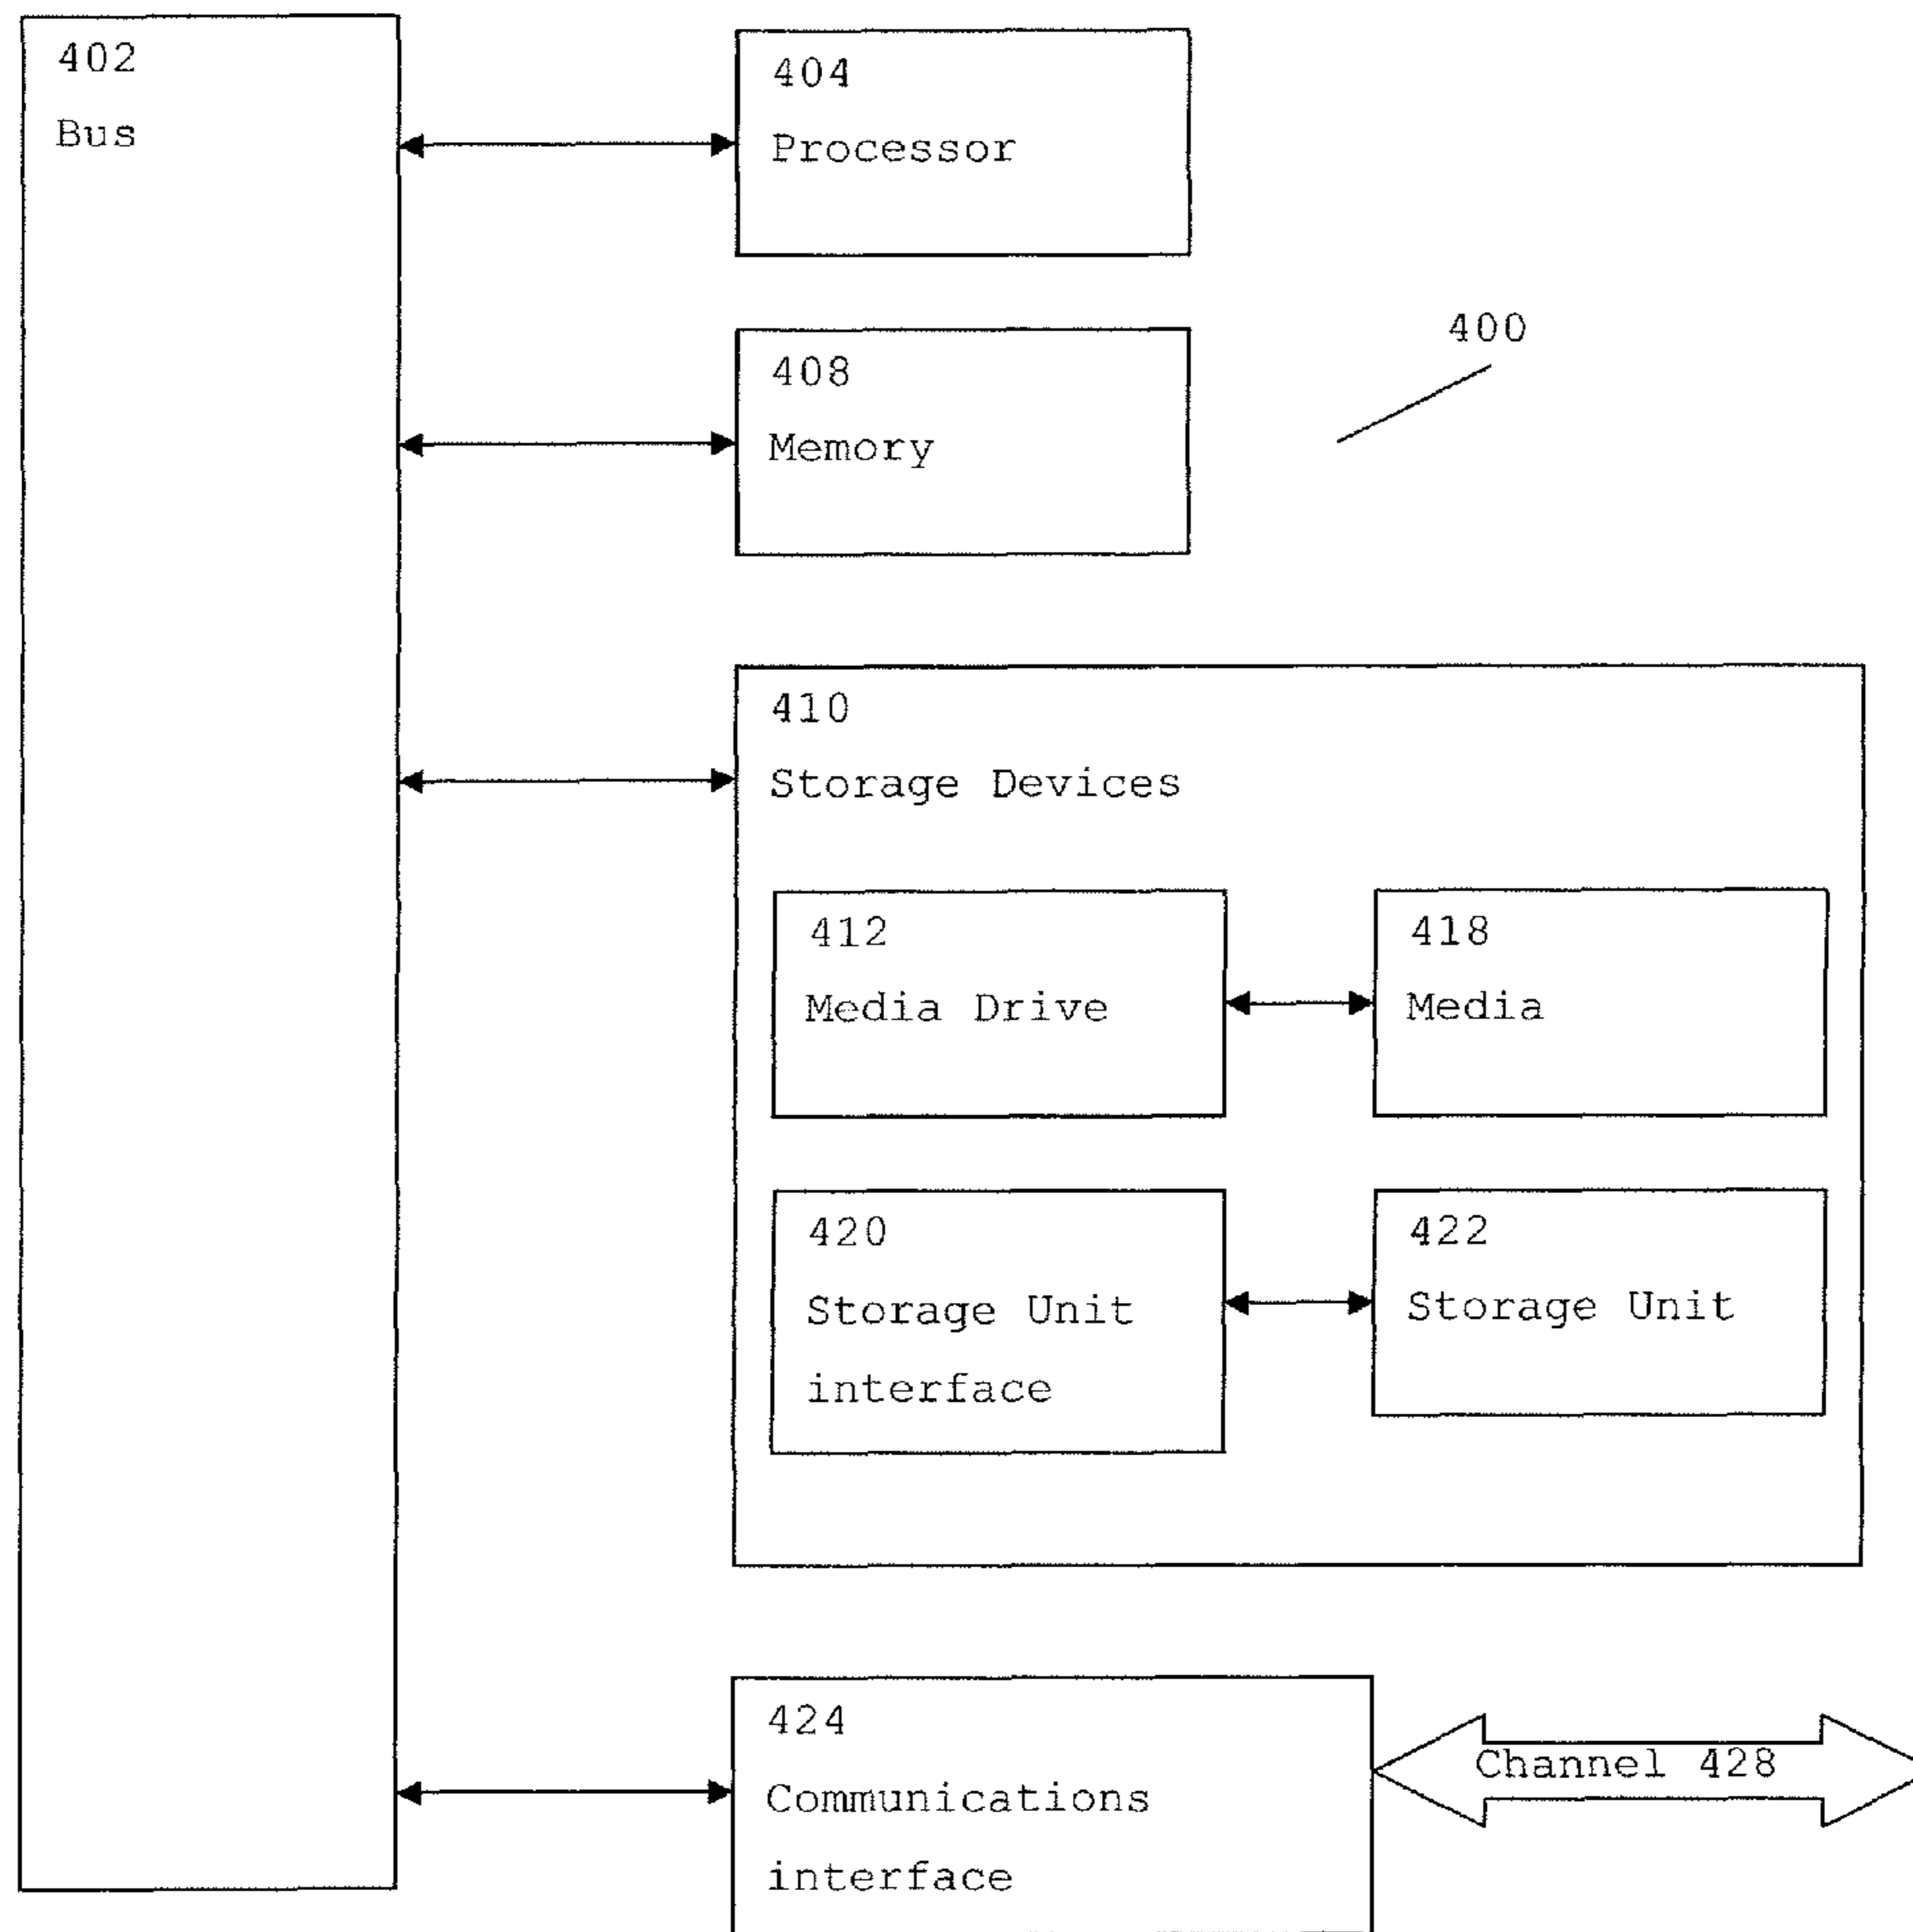 402
Bus
404
Processor
400
408
Memory
410
Storage Devices
412
Media Drive
418
Media
420
Storage Unit
interface
422
Storage Unit
424
Communications
interface
Channel 428